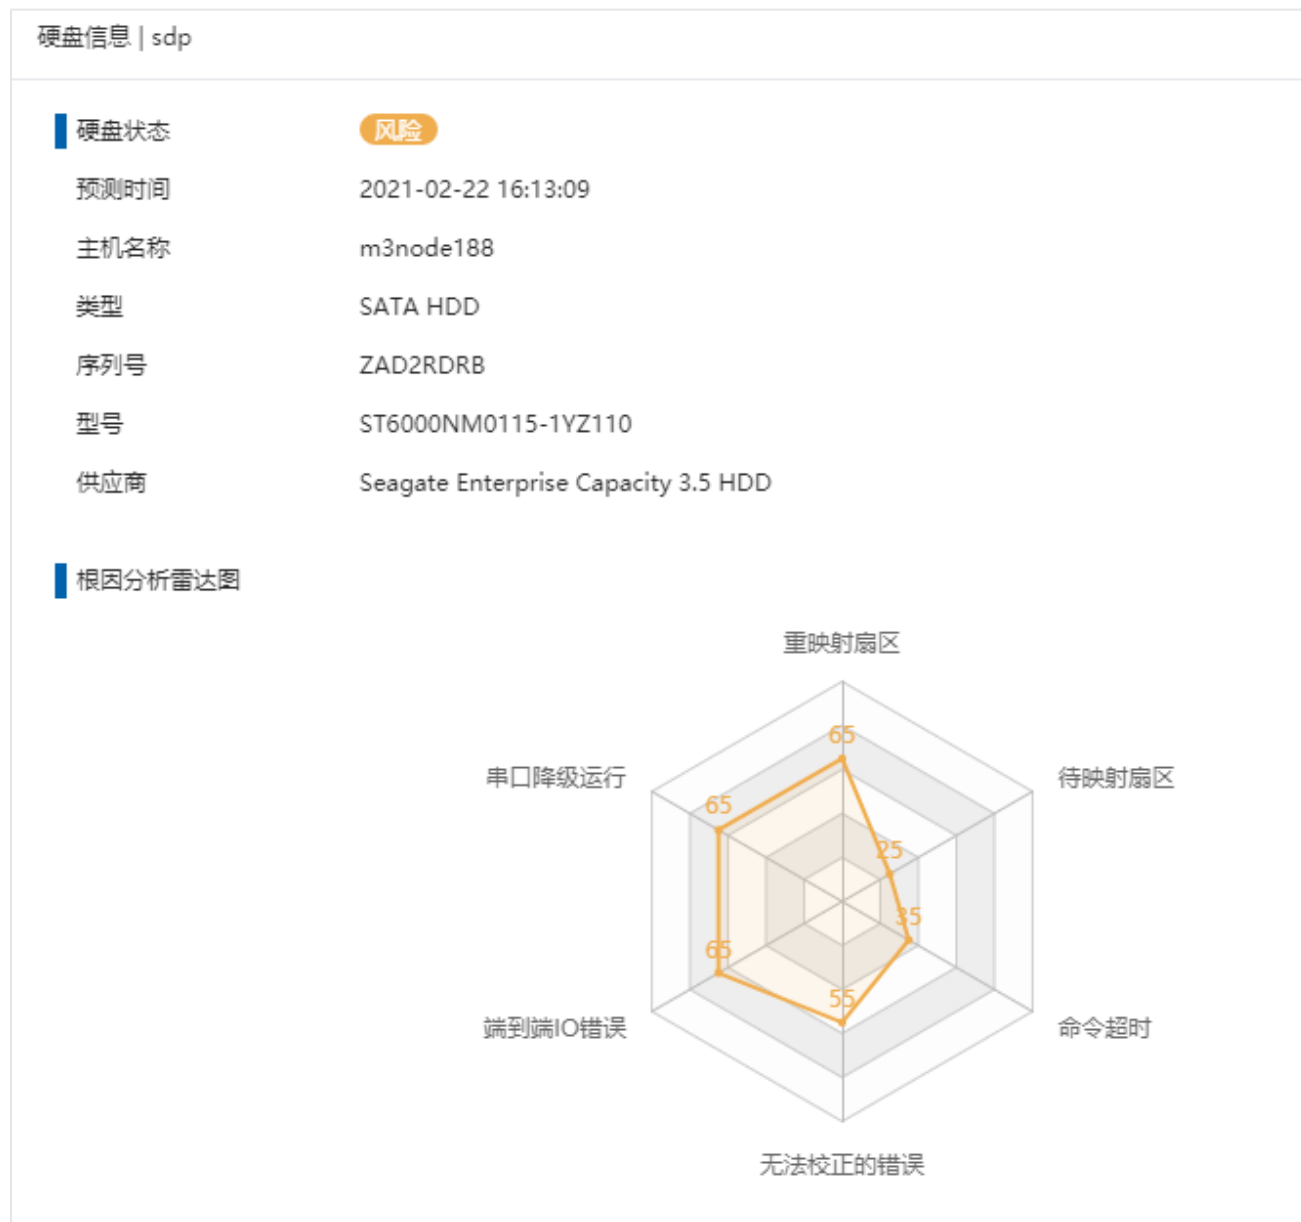 硬盘信息 | sdp
硬盘状态 风险
预测时间 2021-02-22 16:13:09
主机名称 m3node188
类型 SATA HDD
序列号 ZAD2RDRB
型号 ST6000NM0115-1YZ110
供应商 Seagate Enterprise Capacity 3.5 HDD
根因分析雷达图
重映射扇区
65
串口降级运行
待映射扇区
65
25
35
65
55
端到端IO错误
命令超时
无法校正的错误